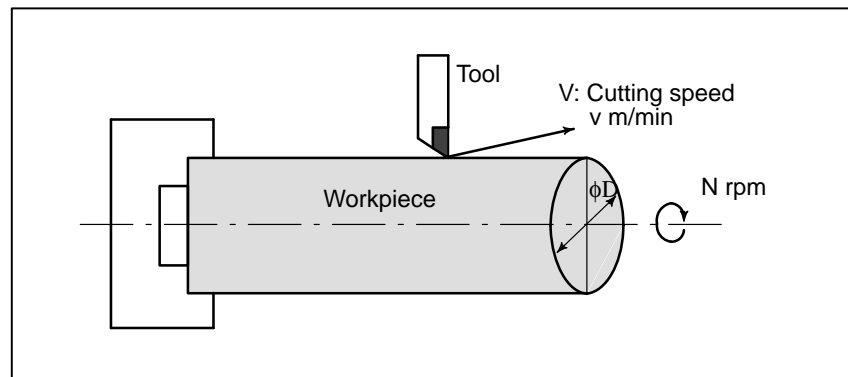 Tool
V: Cutting speed
v m/min
Workpiece
ϕD
N rpm